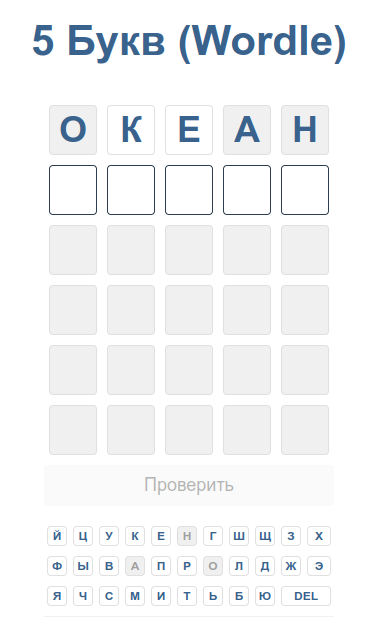 5 Букв (Wordle)
О К Е А Н
Проверить
Й Ц У К Е Н Г Ш Щ З Х
Ф Ы В А П Р О Л Д Ж Э
Я Ч С М И Т Ь Б Ю DEL